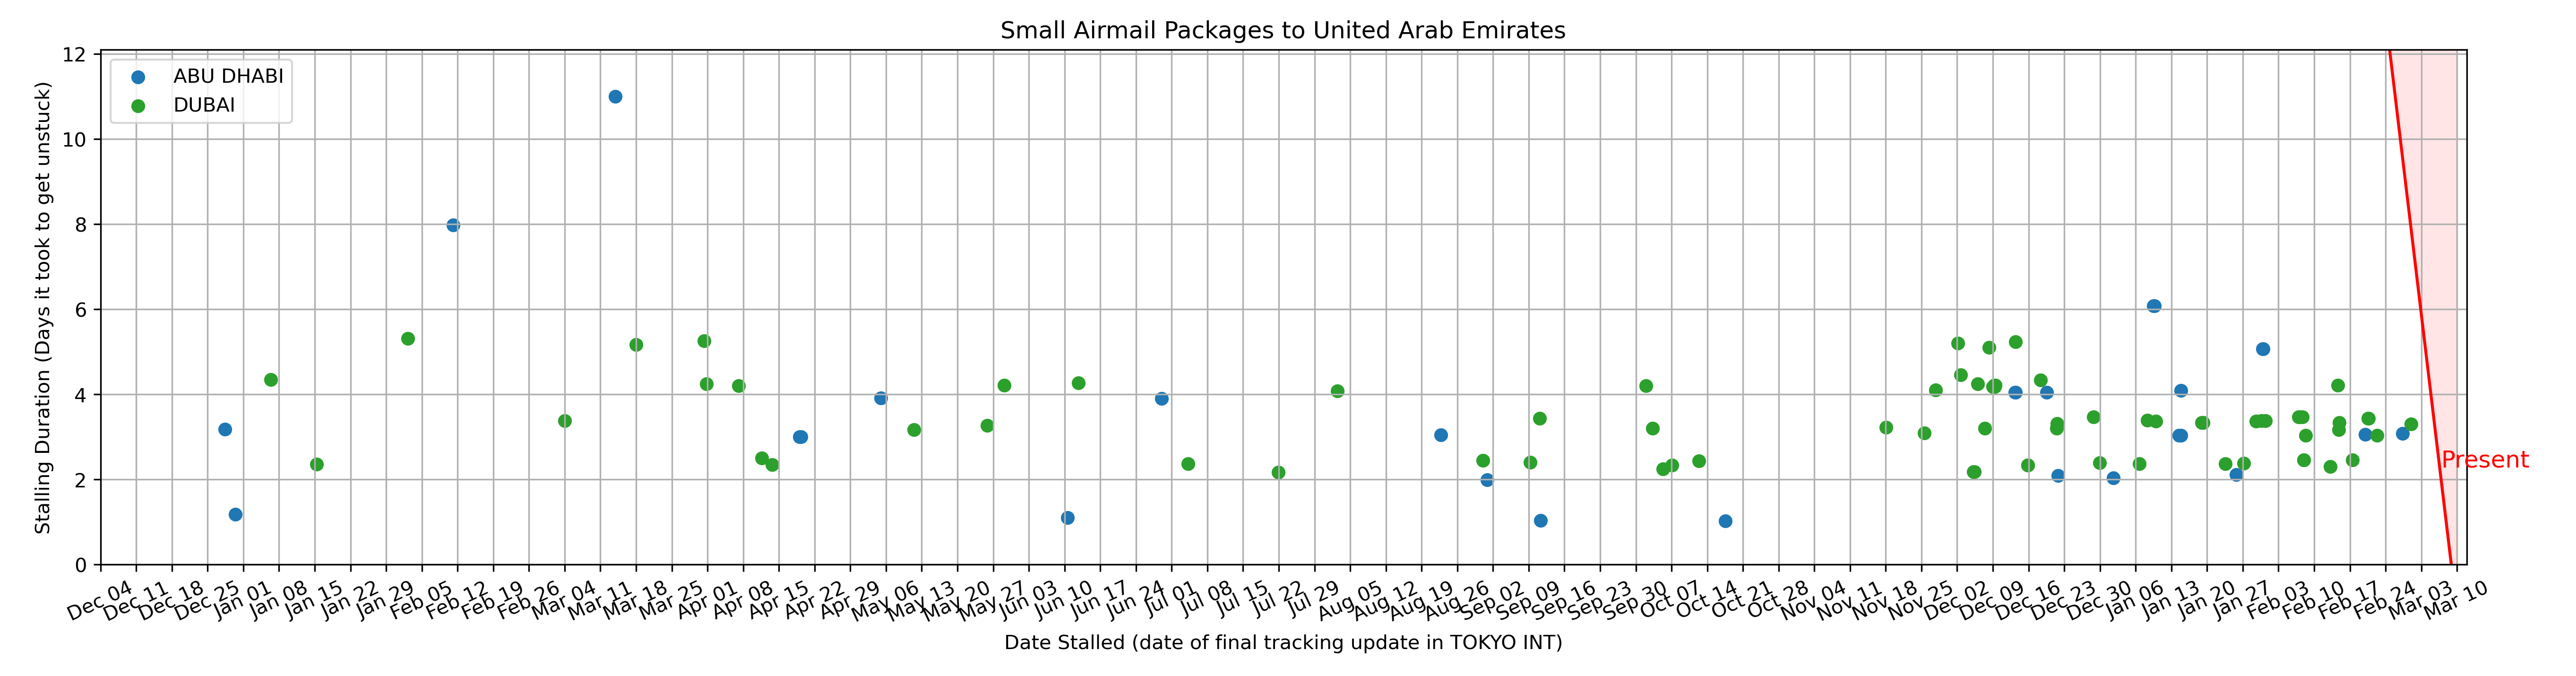 Small Airmail Packages to United Arab Emirates
12
10
8
6
4
2
0
Stalling Duration (Days it took to get unstuck)
ABU DHABI
DUBAI
Present
Dec 04
Dec 11
Dec 18
Dec 25
Jan 01
Jan 08
Jan 15
Jan 22
Jan 29
Feb 05
Feb 12
Feb 19
Feb 26
Mar 04
Mar 11
Mar 18
Mar 25
Apr 01
Apr 08
Apr 15
Apr 22
Apr 29
May 06
May 13
May 20
May 27
Jun 03
Jun 10
Jun 17
Jun 24
Jul 01
Jul 08
Jul 15
Jul 22
Jul 29
Aug 05
Aug 12
Aug 19
Aug 26
Sep 02
Sep 09
Sep 16
Sep 23
Sep 30
Oct 07
Oct 14
Oct 21
Oct 28
Nov 04
Nov 11
Nov 18
Nov 25
Dec 02
Dec 09
Dec 16
Dec 23
Dec 30
Jan 06
Jan 13
Jan 20
Jan 27
Feb 03
Feb 10
Feb 17
Feb 24
Mar 03
Mar 10
Date Stalled (date of final tracking update in TOKYO INT)